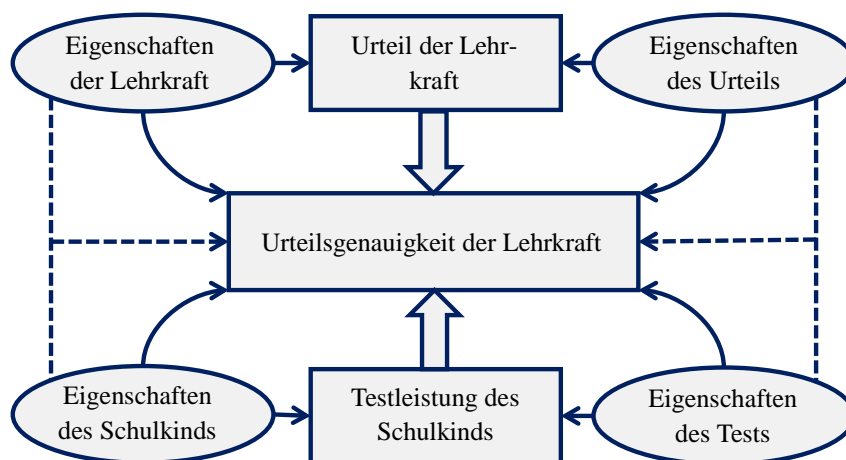 Eigenschaften
der Lehrkraft
Urteil der Lehr-
kraft
Eigenschaften
des Urteils
Urteilsgenauigkeit der Lehrkraft
Eigenschaften
des Schulkinds
Testleistung des
Schulkinds
Eigenschaften
des Tests